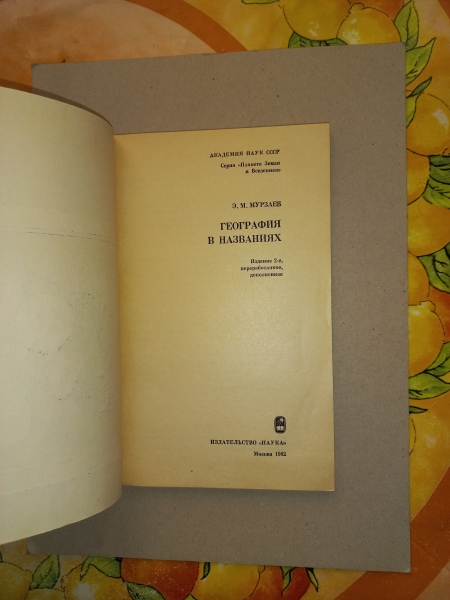 АКАДЕМИЯ НАУК СССР
Серия «Планета Земля
и Вселенная»
Э. М. МУРЗАЕВ
ГЕОГРАФИЯ
В НАЗВАНИЯХ
Издание 2-е,
переработанное,
дополненное
ИЗДАТЕЛЬСТВО «НАУКА»
Москва 1982